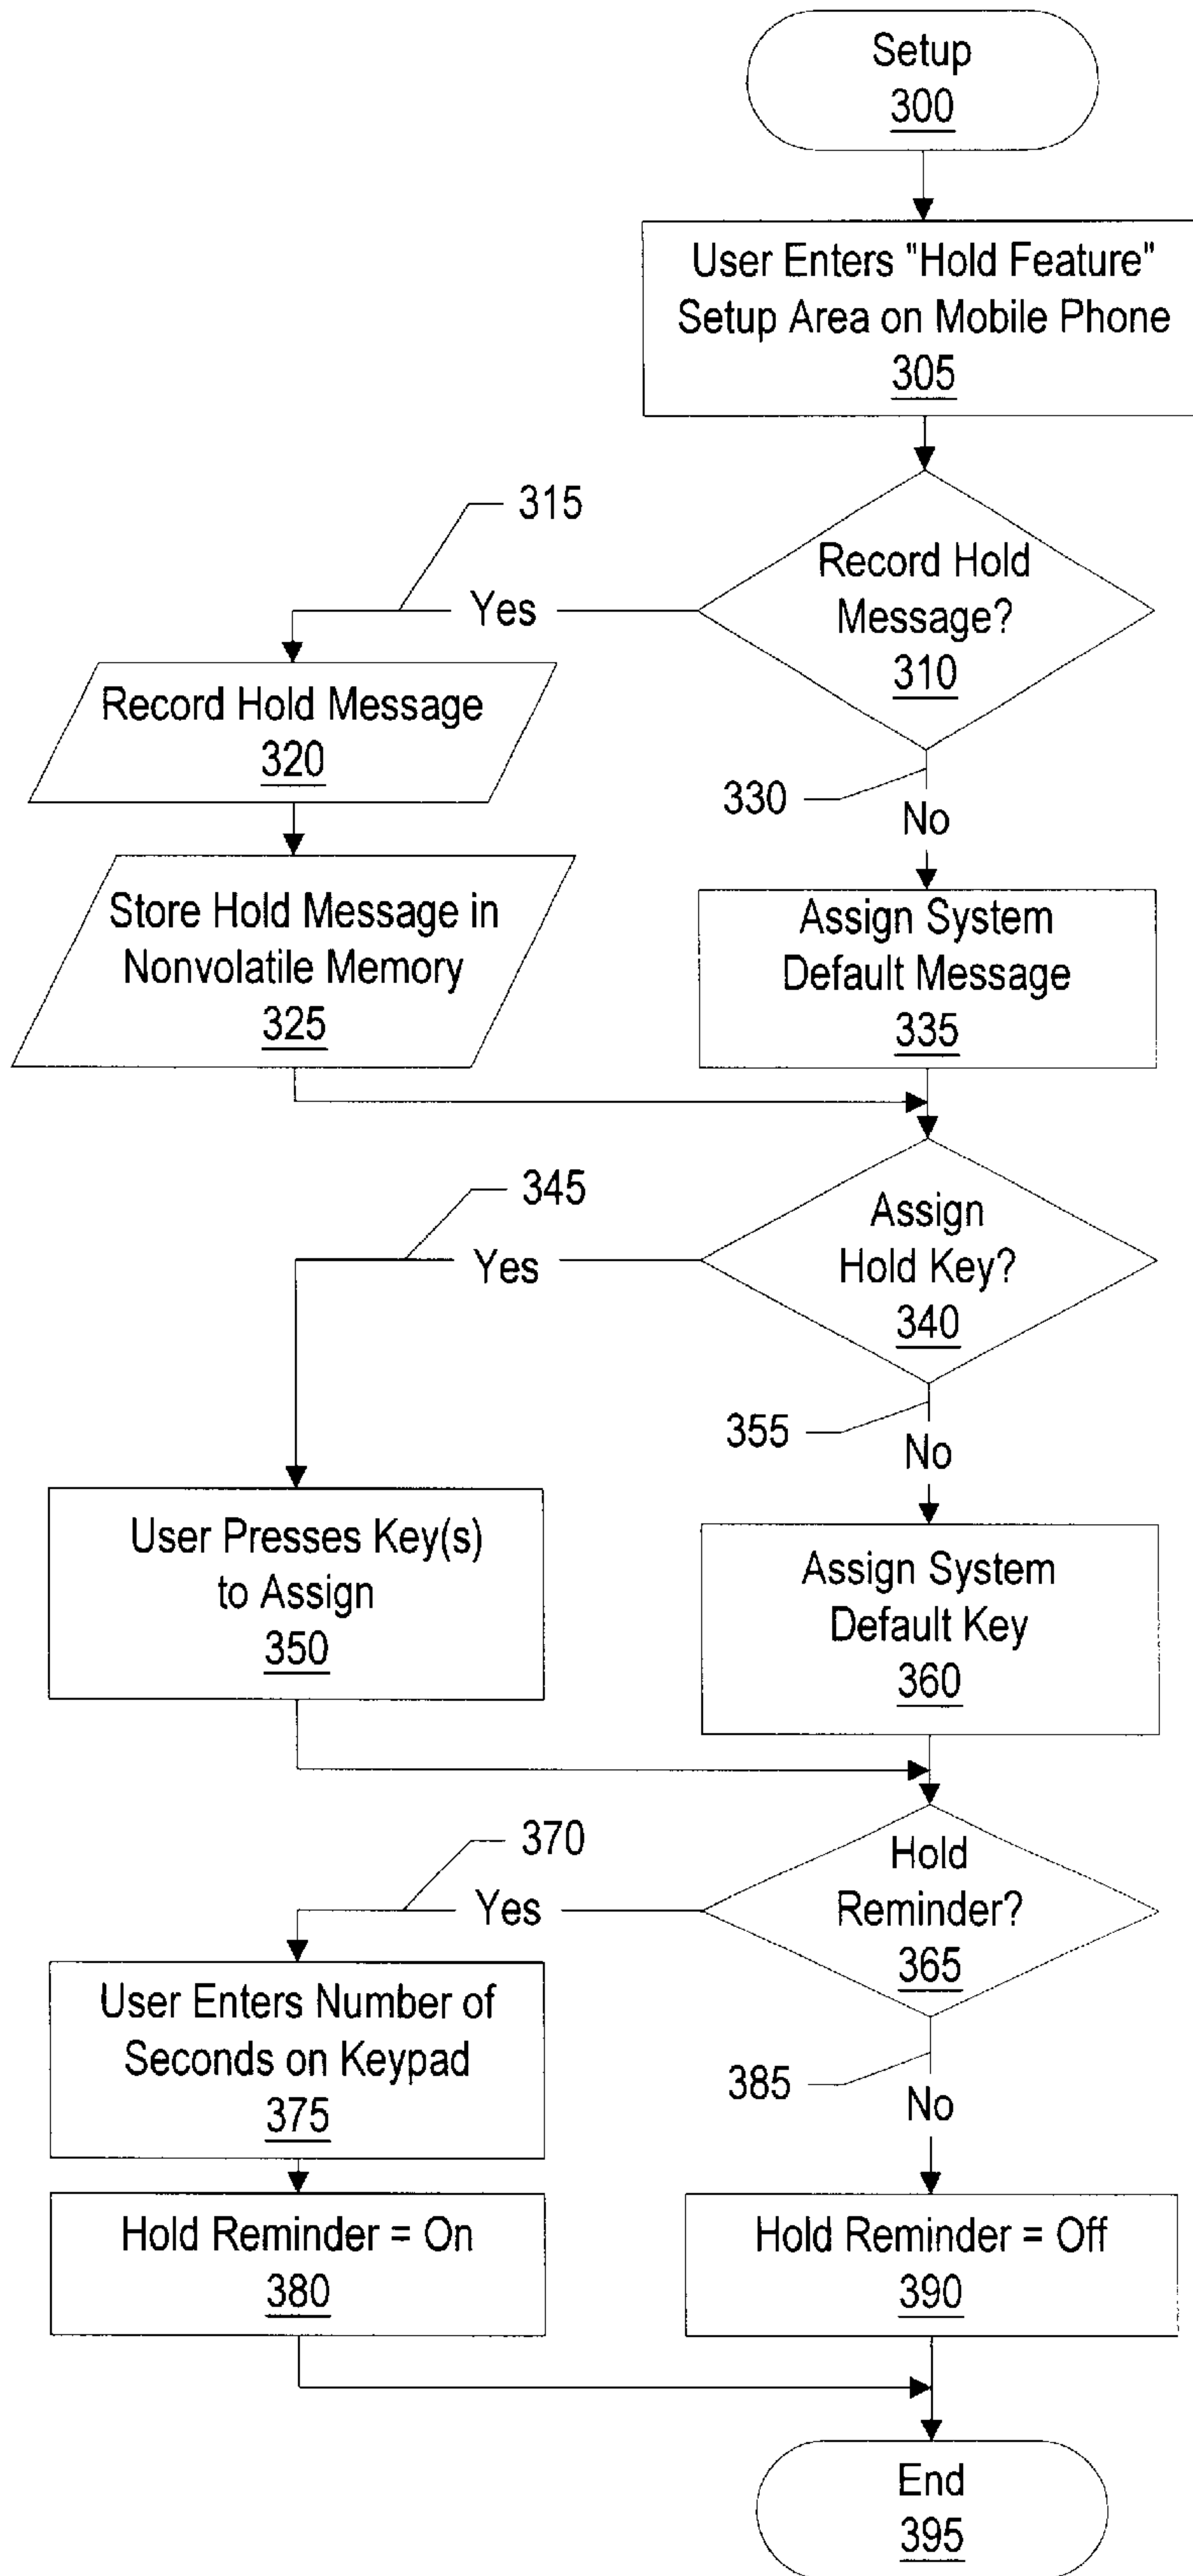 Setup
300
User Enters "Hold Feature"
Setup Area on Mobile Phone
305
315
Record Hold
Message?
310
Yes
Record Hold Message
320
330
No
Store Hold Message in
Nonvolatile Memory
325
Assign System
Default Message
335
345
Assign
Hold Key?
340
Yes
355
No
User Presses Key(s)
to Assign
350
Assign System
Default Key
360
370
Hold
Reminder?
365
Yes
User Enters Number of
Seconds on Keypad
375
385
No
Hold Reminder = On
380
Hold Reminder = Off
390
End
395